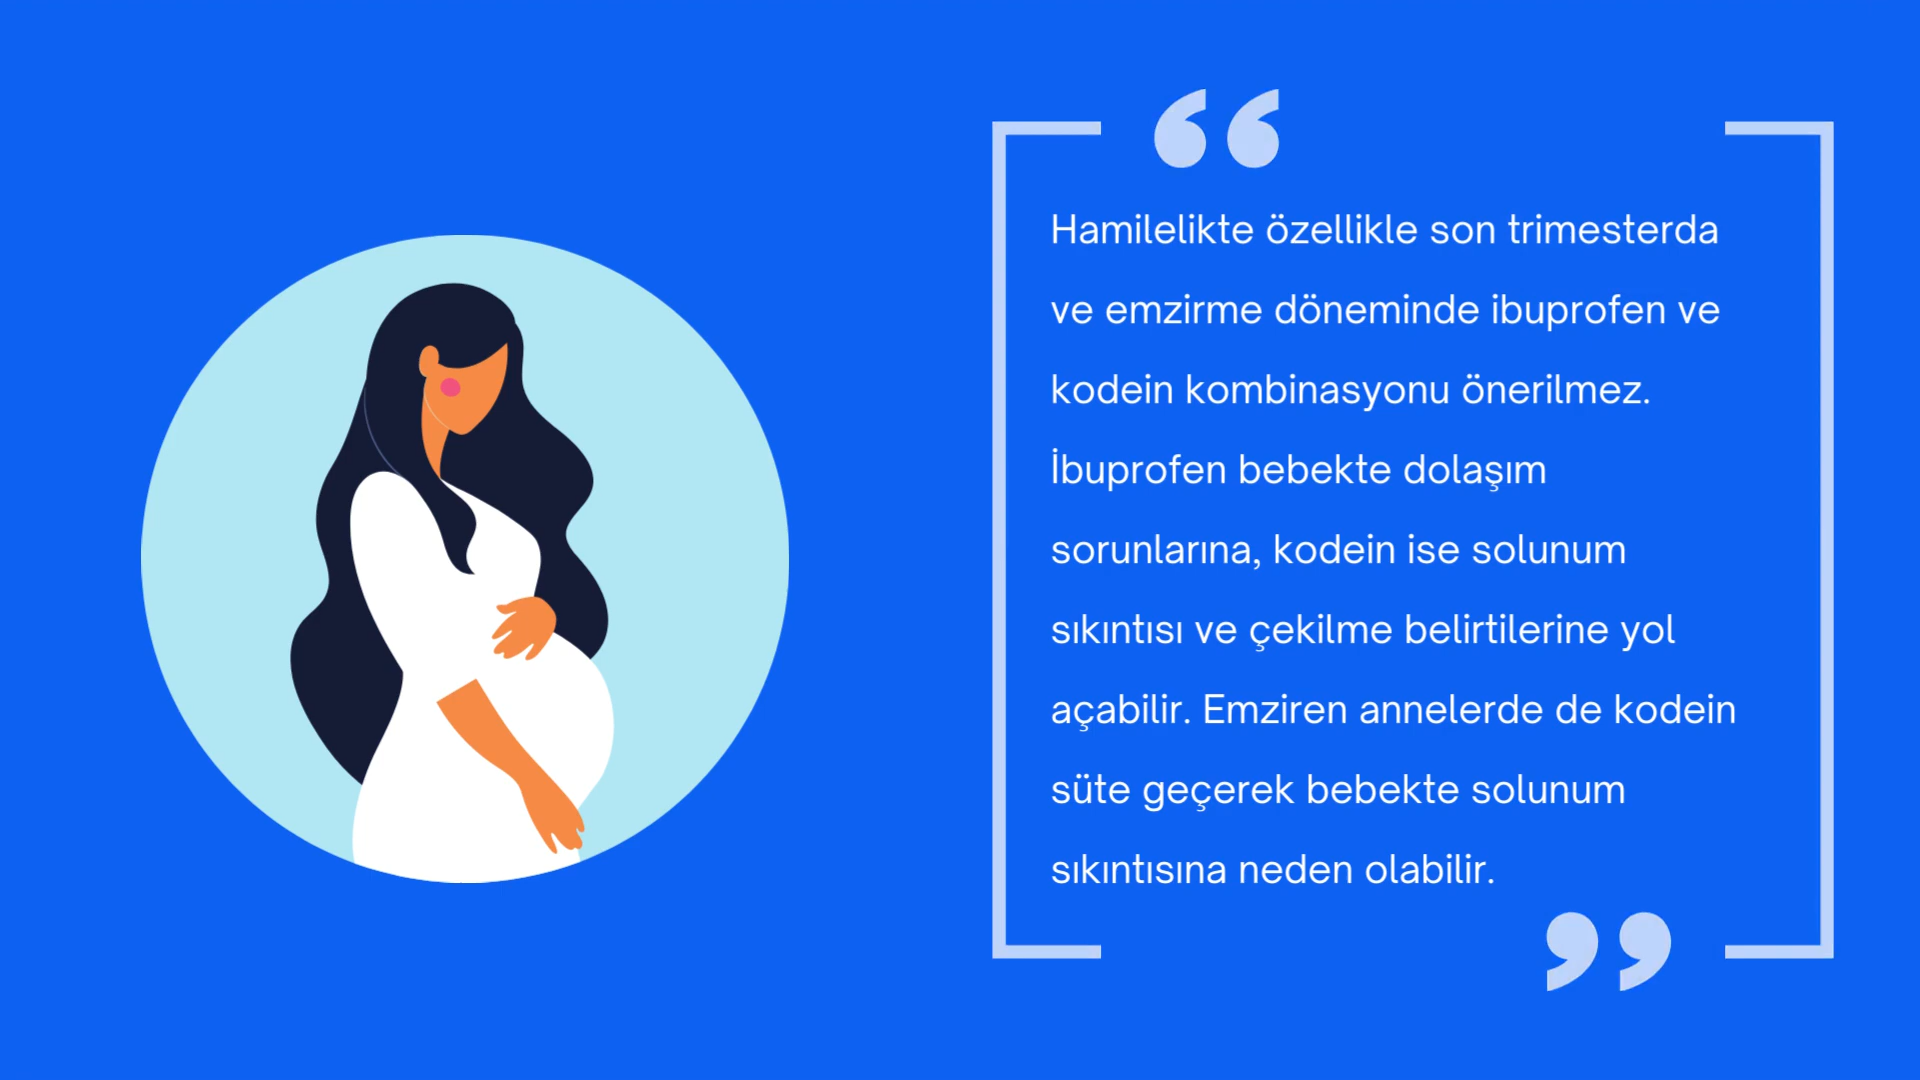 “
Hamilelikte özellikle son trimesterda
ve emzirme döneminde ibuprofen ve
kodein kombinasyonu önerilmez.
İbuprofen bebekte dolaşım
sorunlarına, kodein ise solunum
sıkıntısı ve çekilme belirtilerine yol
açabilir. Emziren annelerde de kodein
süte geçerek bebekte solunum
sıkıntısına neden olabilir.
”